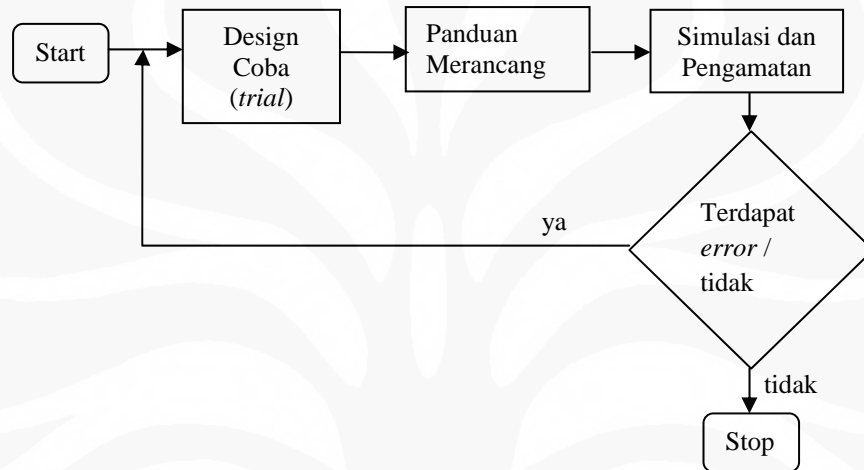 Start
Design
Coba
(trial)
Panduan
Merancang
Simulasi dan
Pengamatan
Terdapat
error /
tidak
ya
tidak
Stop